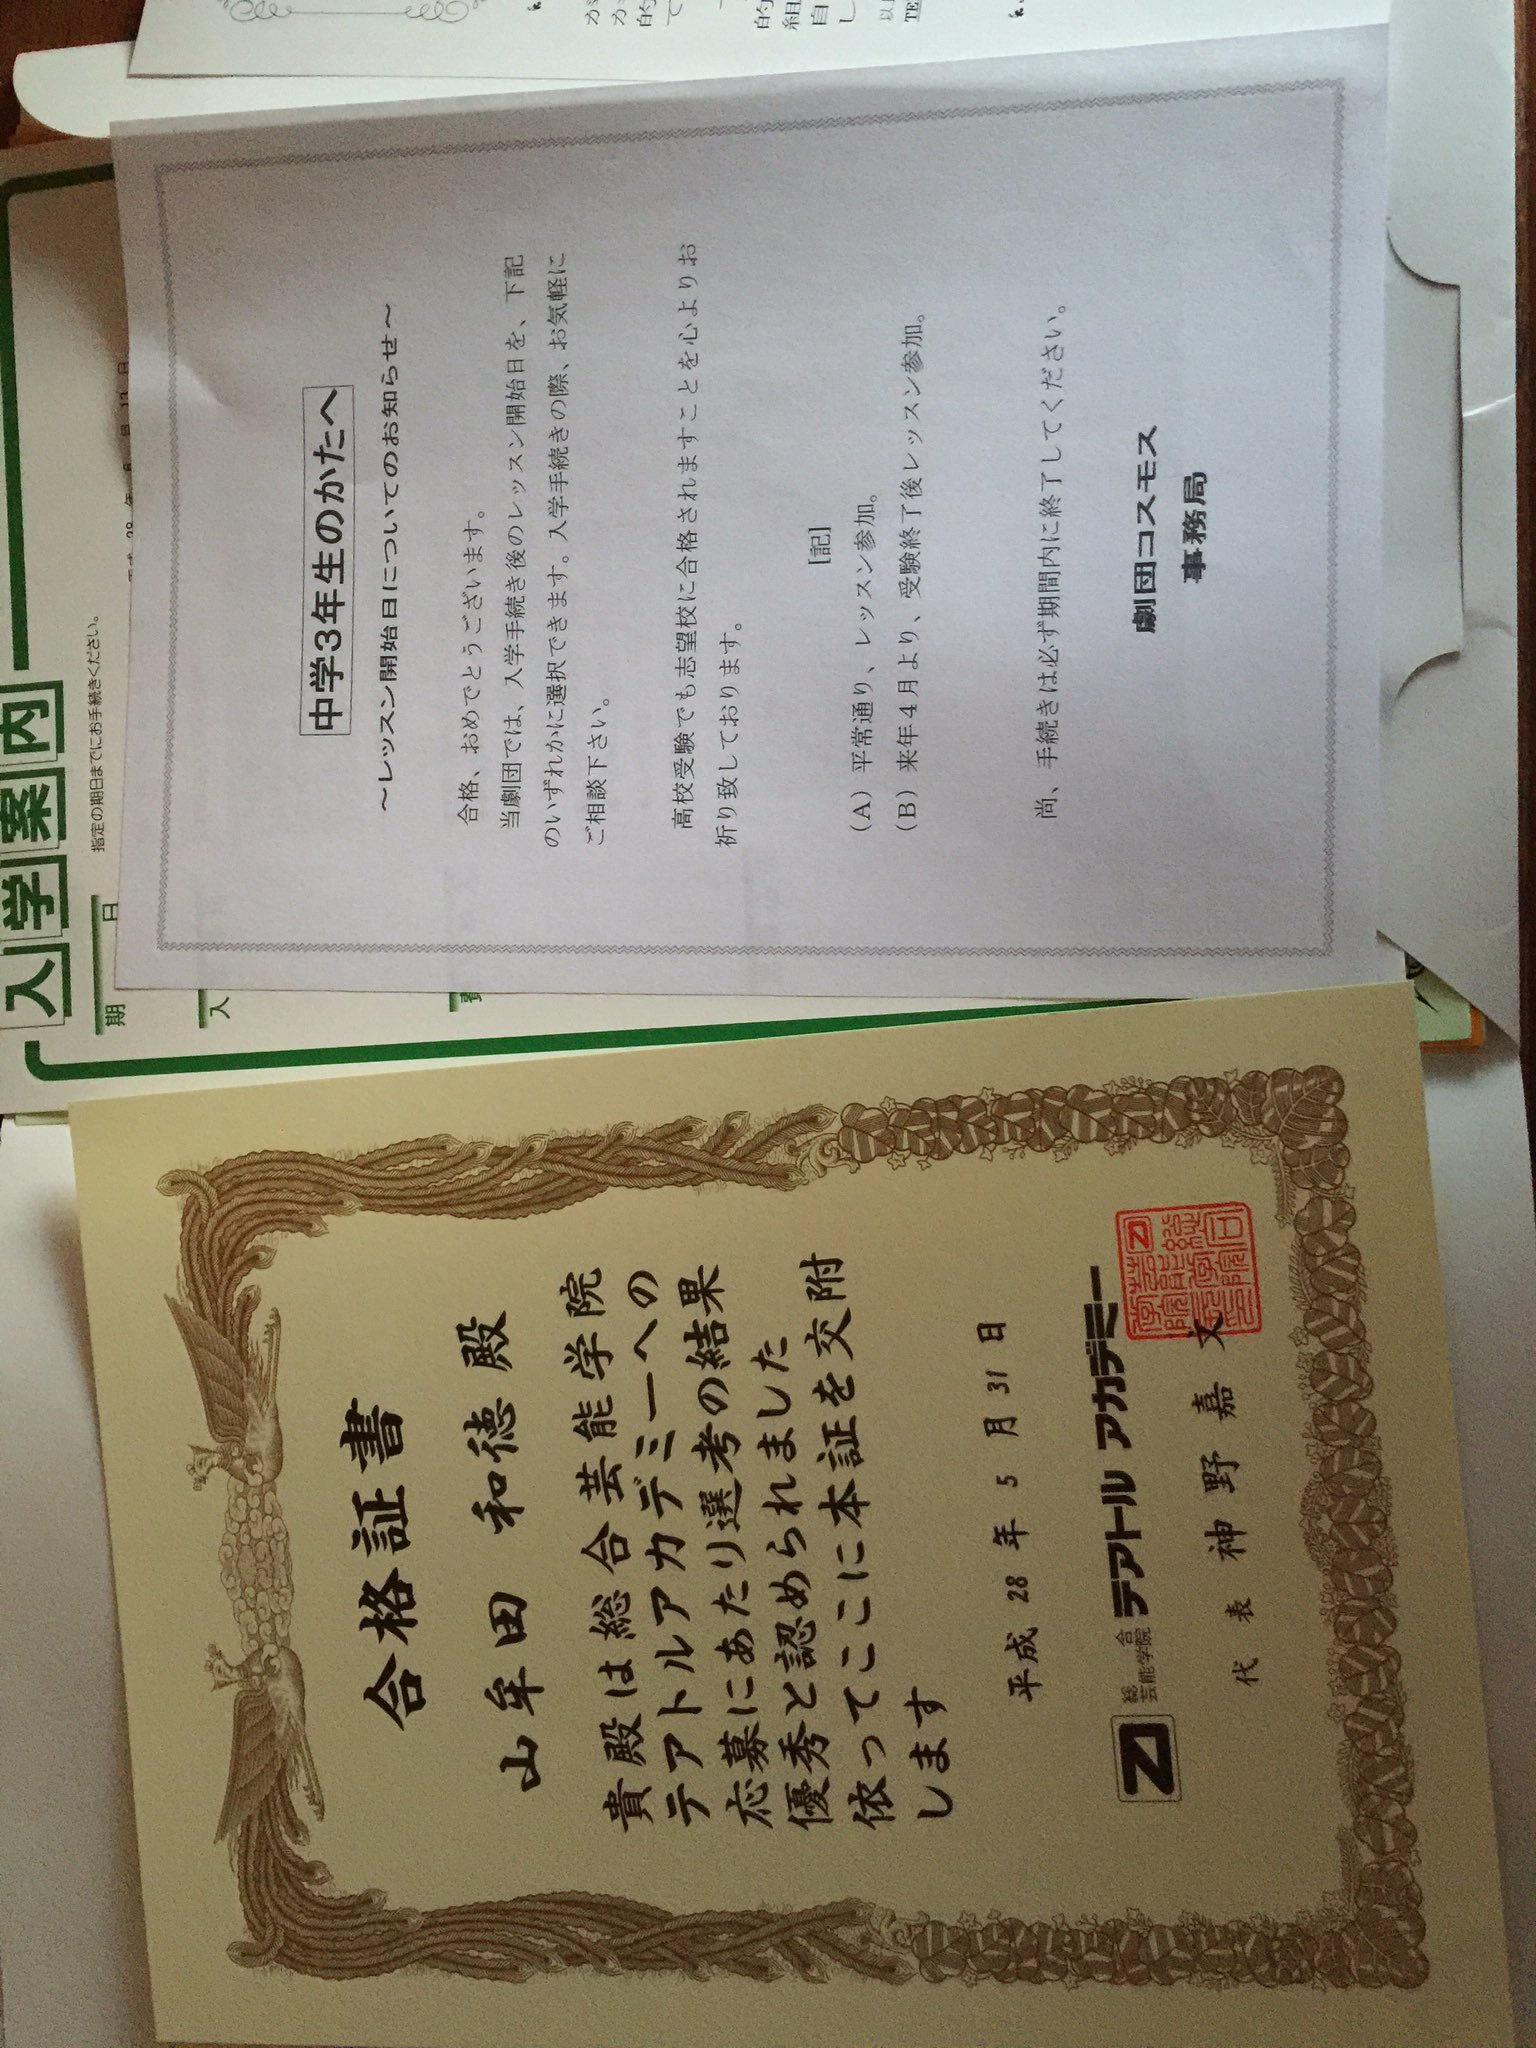 合格証書
山牟田 和徳 殿
貴殿は総合芸能学院
テアトルアカデミーへの
応募にあたり選考の結果
優秀と認められました
依ってここに本証を交附
します
平成 28 年 5 月 31 日
総合
芸能学院
テアトル アカデミー
代表 神野嘉文
中学3年生のかたへ
～レッスン開始日についてのお知らせ～
合格、おめでとうございます。
当劇団では、入学手続き後のレッスン開始日を、下記
のいずれかに選択できます。入学手続きの際、お気軽に
ご相談下さい。
高校受験でも志望校に合格されますことを心よりお
祈り致しております。
[記]
(A) 平常通り、レッスン参加。
(B) 来年4月より、受験終了後レッスン参加。
尚、手続きは必ず期間内に終了してください。
劇団コスモス
事務局
入学案内
期 日
指定の期日までにお手続きください。
入